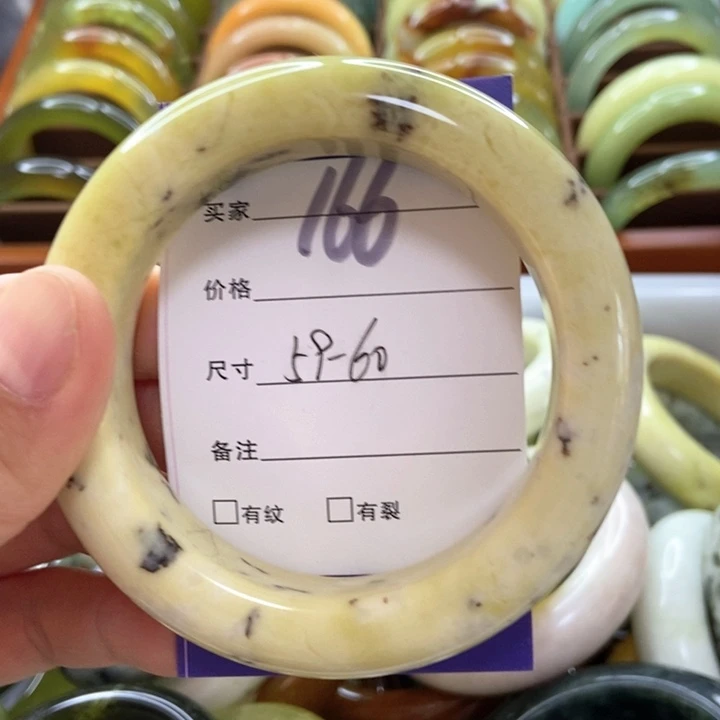 买家 166
价格
尺寸 59-60
备注
□有纹 □有裂